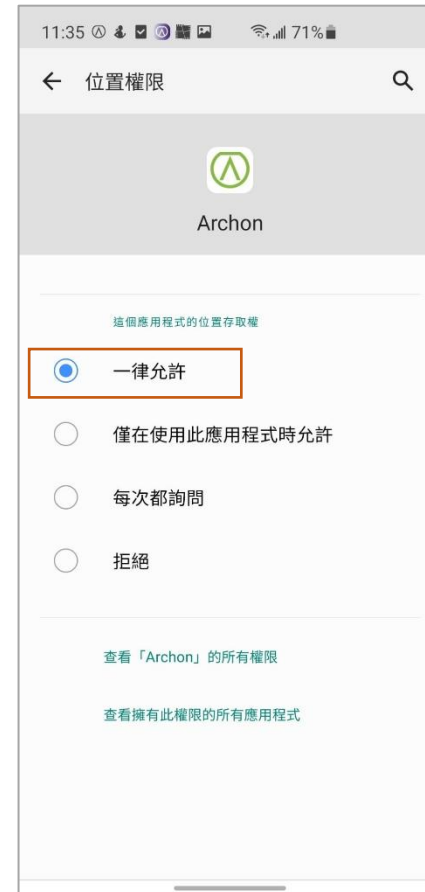 11:35 71%
位置權限
Archon
這個應用程式的位置存取權
一律允許
僅在使用此應用程式時允許
每次都詢問
拒絕
查看「Archon」的所有權限
查看擁有此權限的所有應用程式